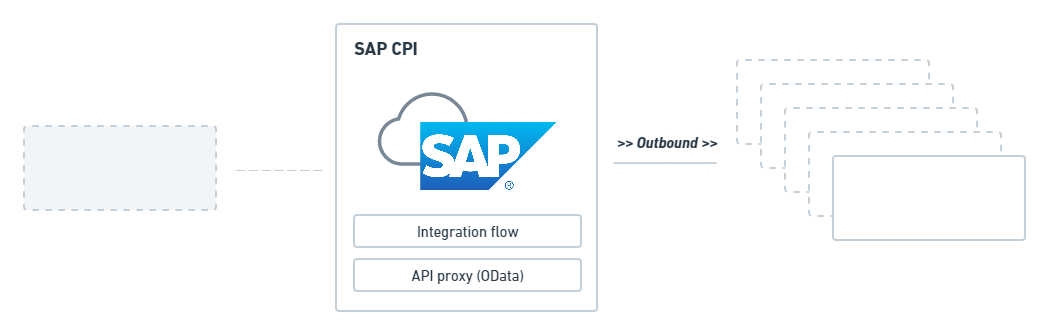 SAP CPI
SAP
®
>> Outbound >>
Integration flow
API proxy (OData)